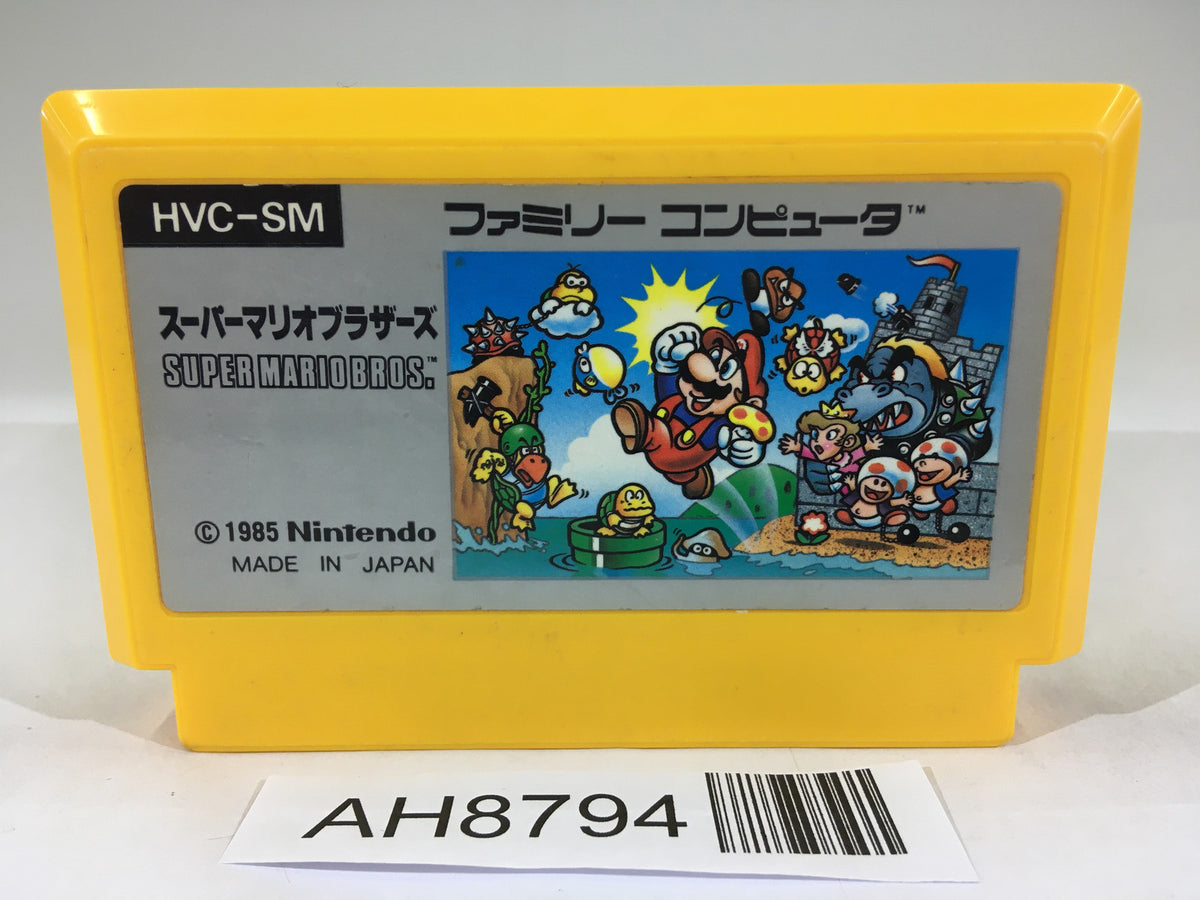 HVC-SM
ファミリー コンピュータ™
スーパーマリオブラザーズ
SUPER MARIO BROS.™
© 1985 Nintendo
MADE IN JAPAN
AH8794